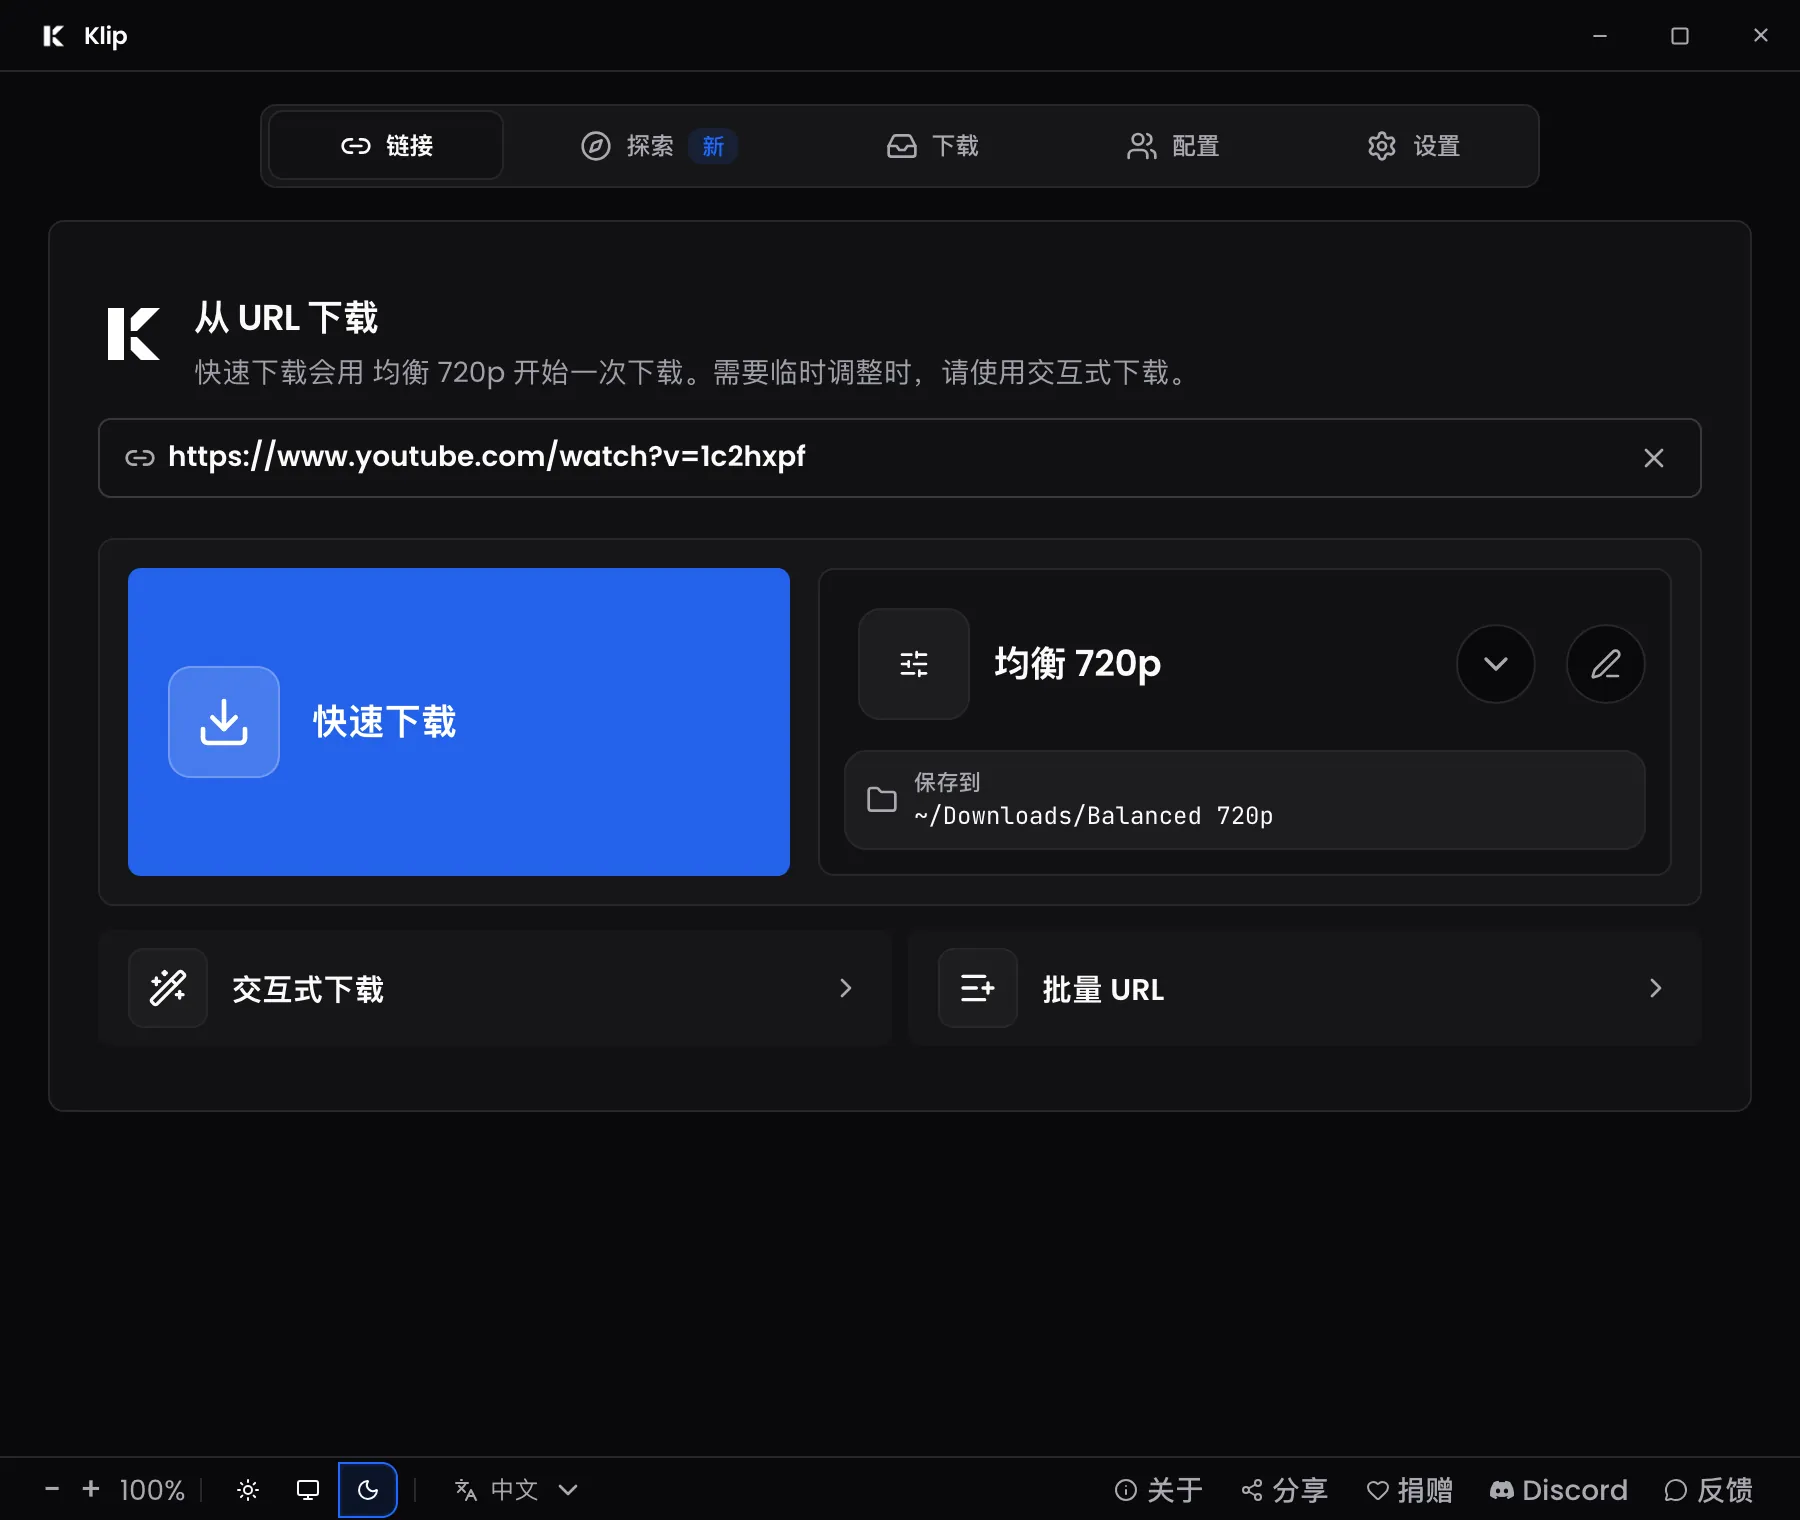 Klip
链接
探索 新
下载
配置
设置
从 URL 下载
快速下载会用 均衡 720p 开始一次下载。需要临时调整时，请使用交互式下载。
https://www.youtube.com/watch?v=1c2hxpf
快速下载
均衡 720p
保存到
~/Downloads/Balanced 720p
交互式下载
批量 URL
− + 100%
中文
关于
分享
捐赠
Discord
反馈